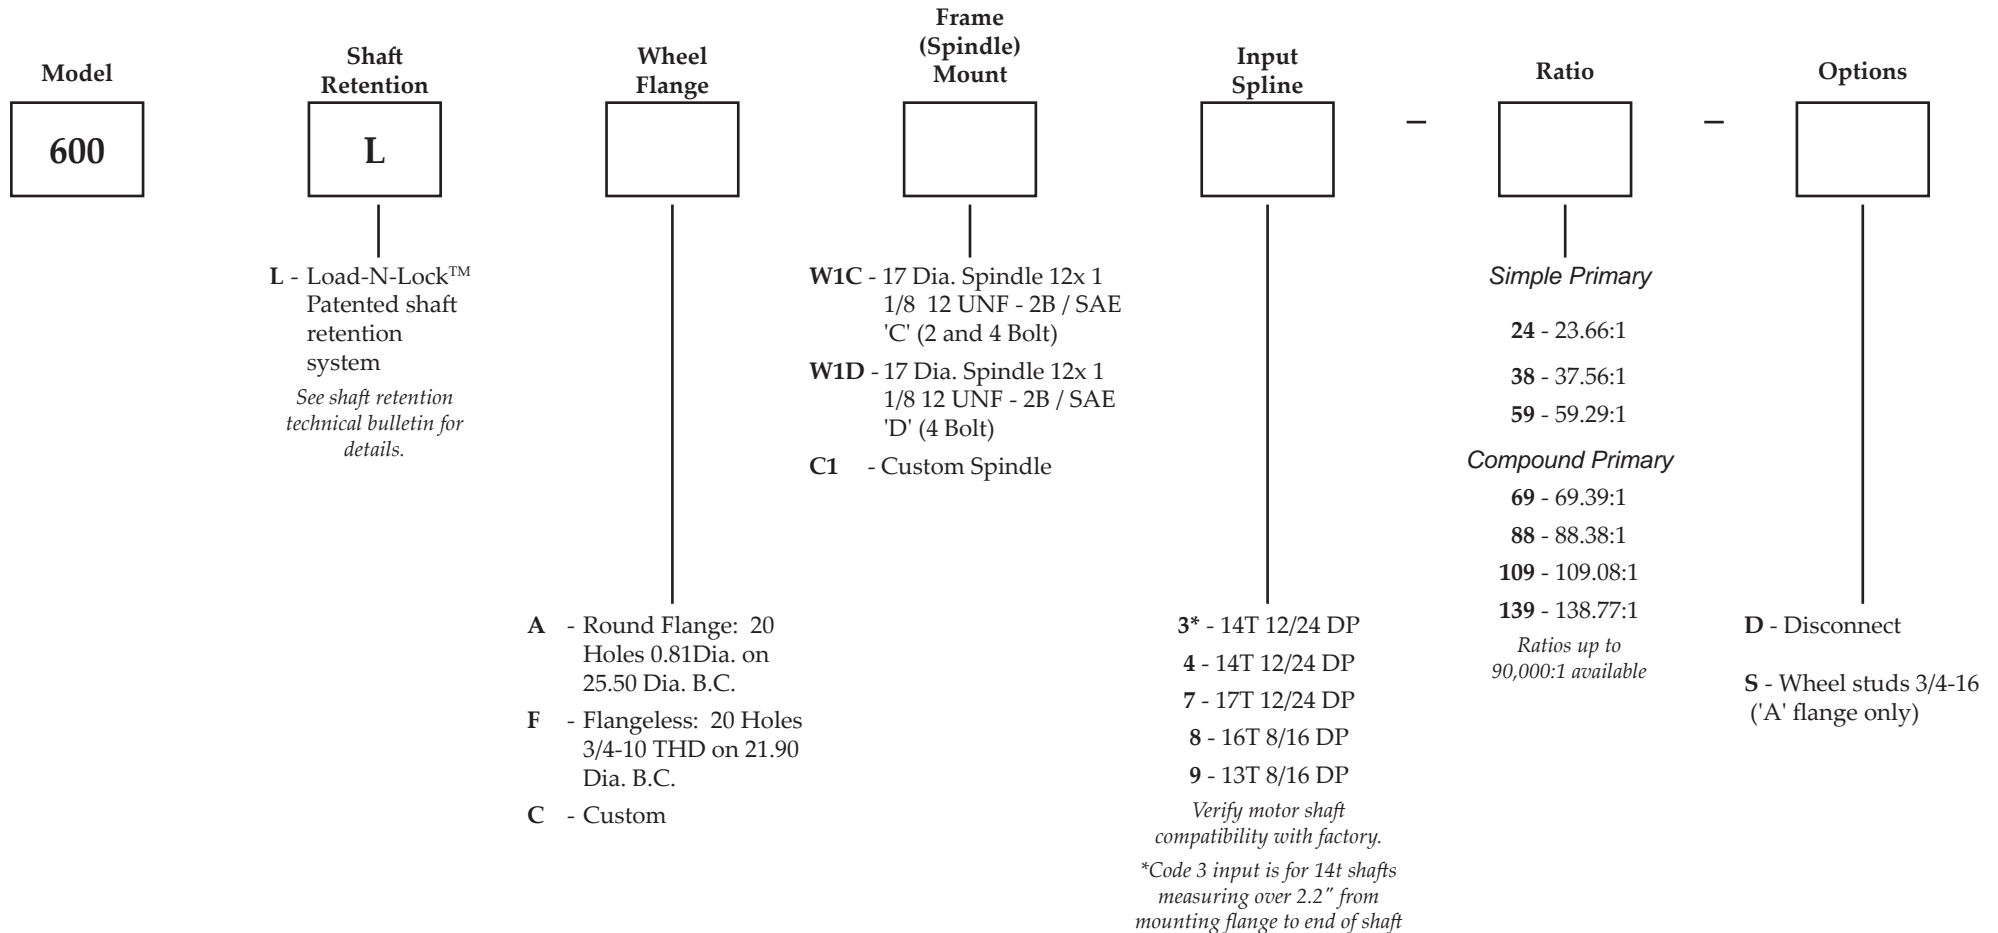 Model
600
Shaft
Retention
L
L - Load-N-Lock™
Patented shaft
retention
system
See shaft retention
technical bulletin for
details.
Wheel
Flange
A - Round Flange: 20
Holes 0.81Dia. on
25.50 Dia. B.C.
F - Flangeless: 20 Holes
3/4-10 THD on 21.90
Dia. B.C.
C - Custom
Frame
(Spindle)
Mount
W1C - 17 Dia. Spindle 12x 1
1/8 12 UNF - 2B / SAE
'C' (2 and 4 Bolt)
W1D - 17 Dia. Spindle 12x 1
1/8 12 UNF - 2B / SAE
'D' (4 Bolt)
C1 - Custom Spindle
Input
Spline
3* - 14T 12/24 DP
4 - 14T 12/24 DP
7 - 17T 12/24 DP
8 - 16T 8/16 DP
9 - 13T 8/16 DP
Verify motor shaft
compatibility with factory.
*Code 3 input is for 14t shafts
measuring over 2.2" from
mounting flange to end of shaft
–
Ratio
Simple Primary
24 - 23.66:1
38 - 37.56:1
59 - 59.29:1
Compound Primary
69 - 69.39:1
88 - 88.38:1
109 - 109.08:1
139 - 138.77:1
Ratios up to
90,000:1 available
–
Options
D - Disconnect
S - Wheel studs 3/4-16
('A' flange only)